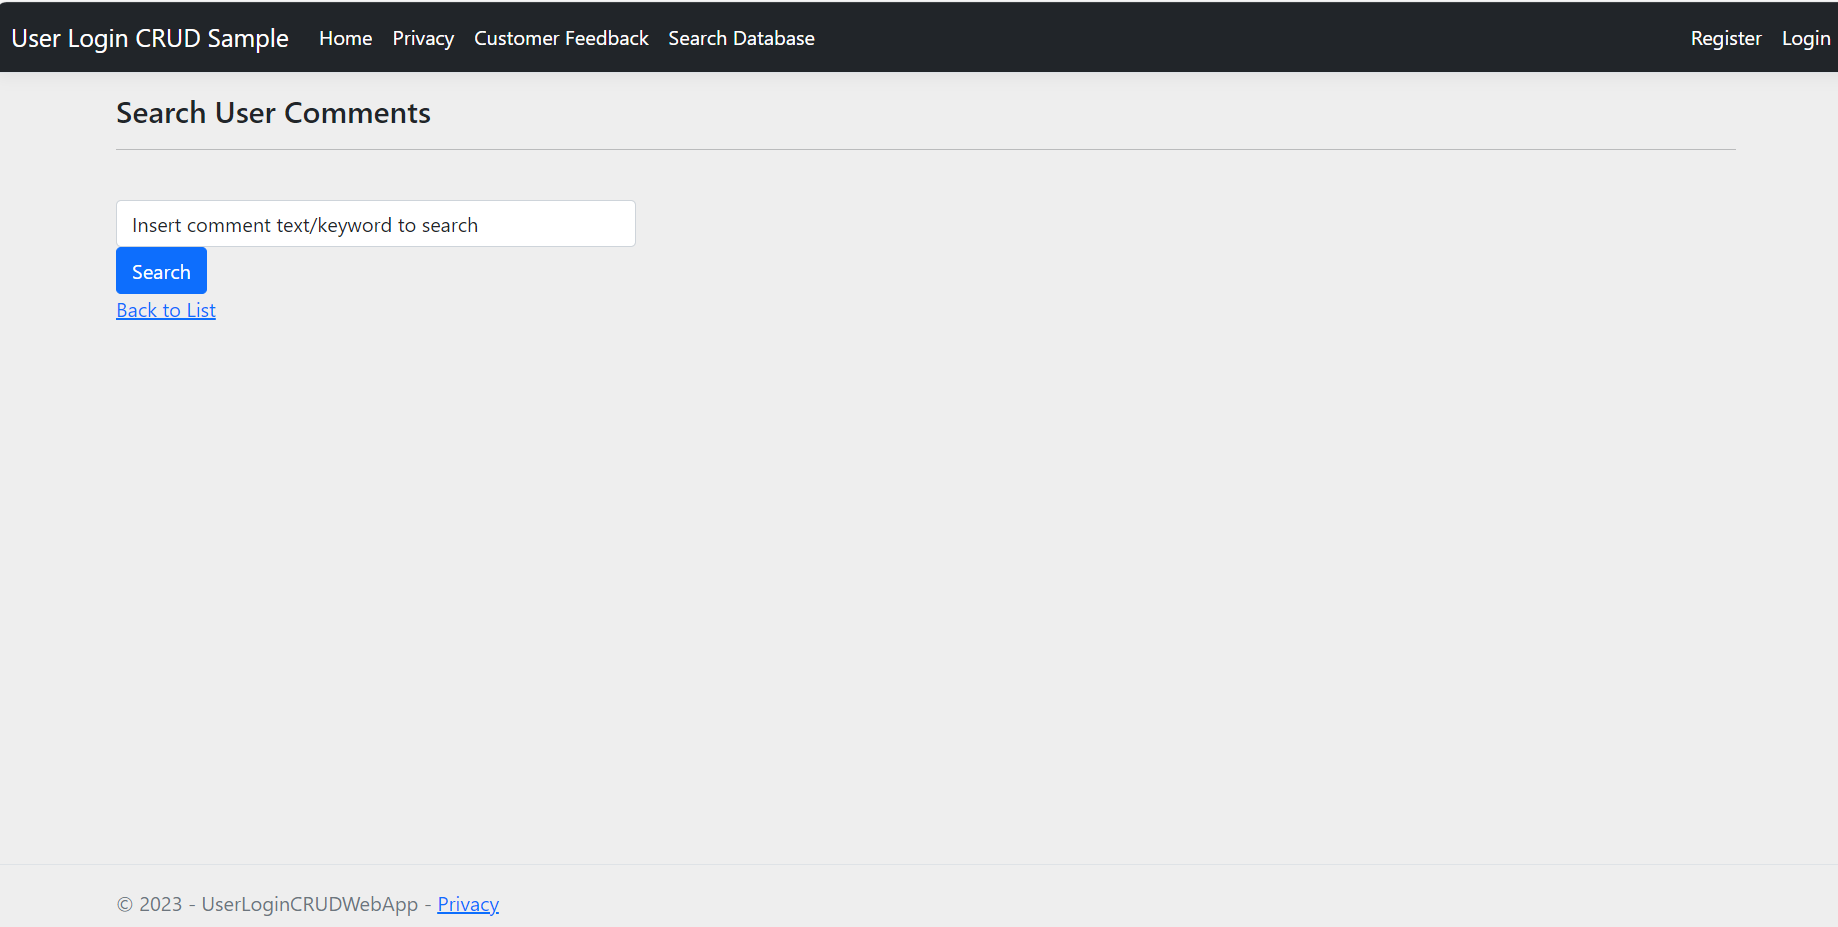 User Login CRUD Sample Home Privacy Customer Feedback Search Database Register Login
Search User Comments
Insert comment text/keyword to search
Search
Back to List
© 2023 - UserLoginCRUDWebApp - Privacy